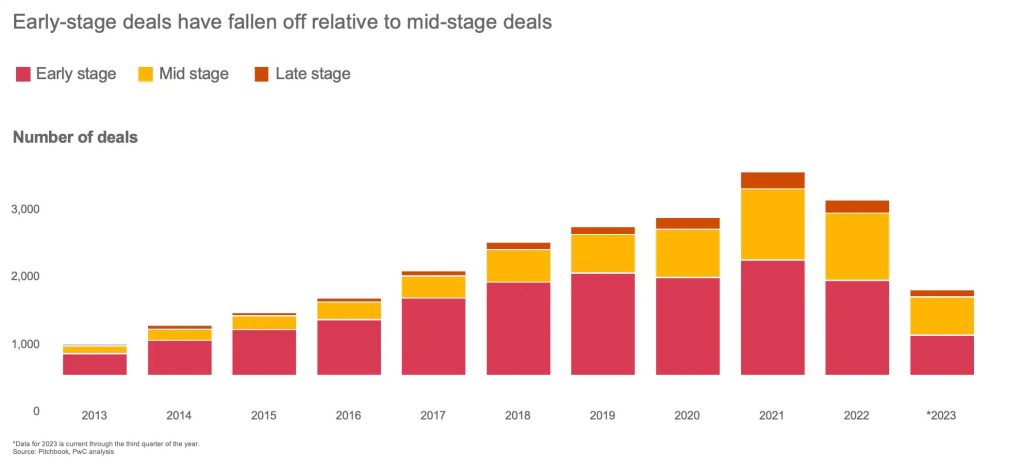 Early-stage deals have fallen off relative to mid-stage deals
Early stage Mid stage Late stage
Number of deals
3,000
2,000
1,000
0
2013 2014 2015 2016 2017 2018 2019 2020 2021 2022 *2023
*Data for 2023 is current through the third quarter of the year.
Source: Pitchbook, PwC analysis